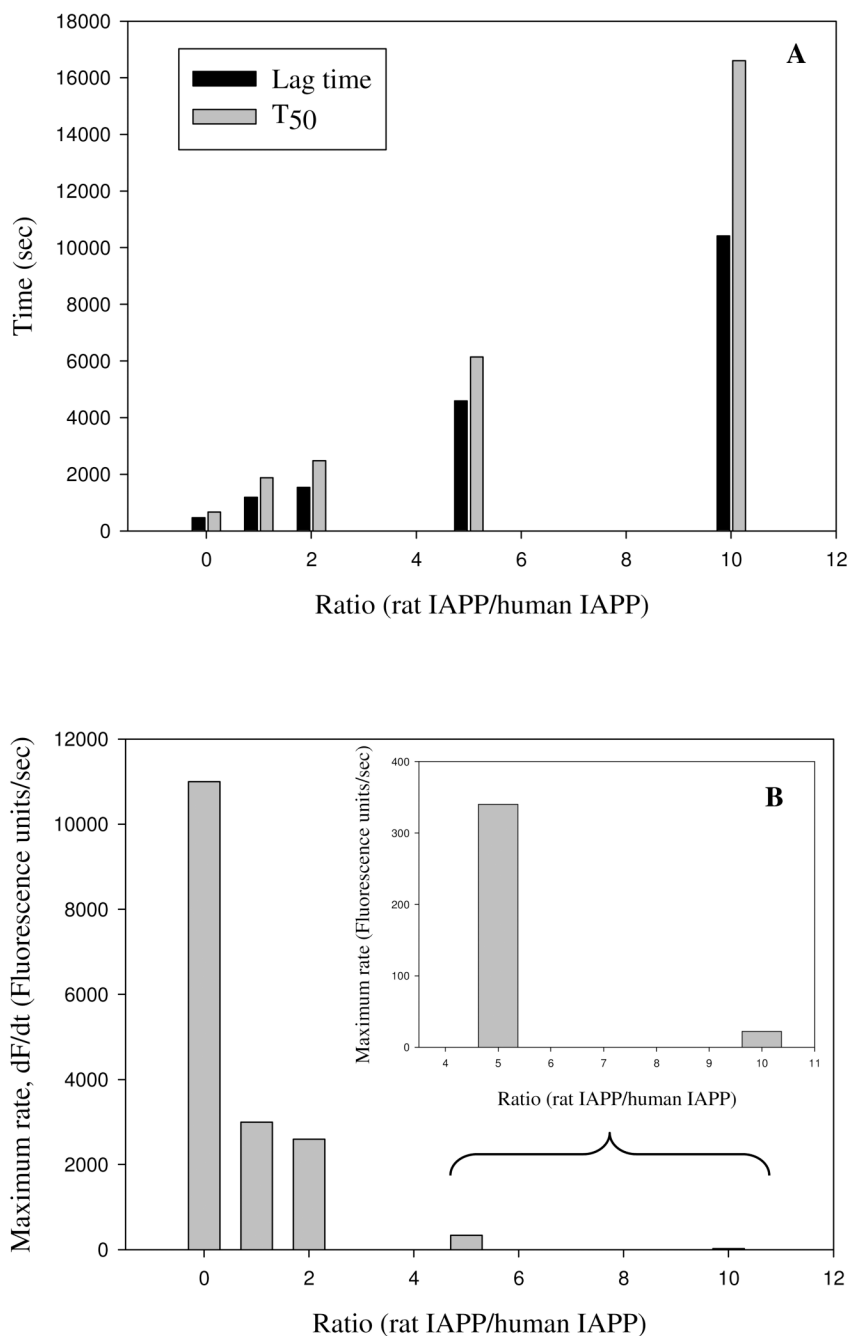 18000
16000
14000
12000
10000
8000
6000
4000
2000
0
Time (sec)
A
Lag time
T50
0 2 4 6 8 10 12
Ratio (rat IAPP/human IAPP)
12000
10000
8000
6000
4000
2000
0
Maximum rate, dF/dt (Fluorescence units/sec)
400
300
200
100
0
Maximum rate (Fluorescence units/sec)
B
4 5 6 7 8 9 10 11
Ratio (rat IAPP/human IAPP)
0 2 4 6 8 10 12
Ratio (rat IAPP/human IAPP)